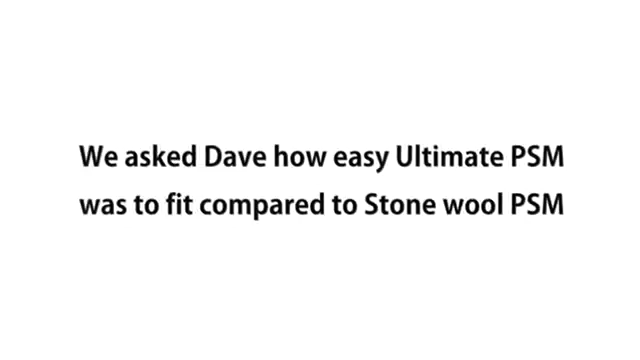 We asked Dave how easy Ultimate PSM
was to fit compared to Stone wool PSM